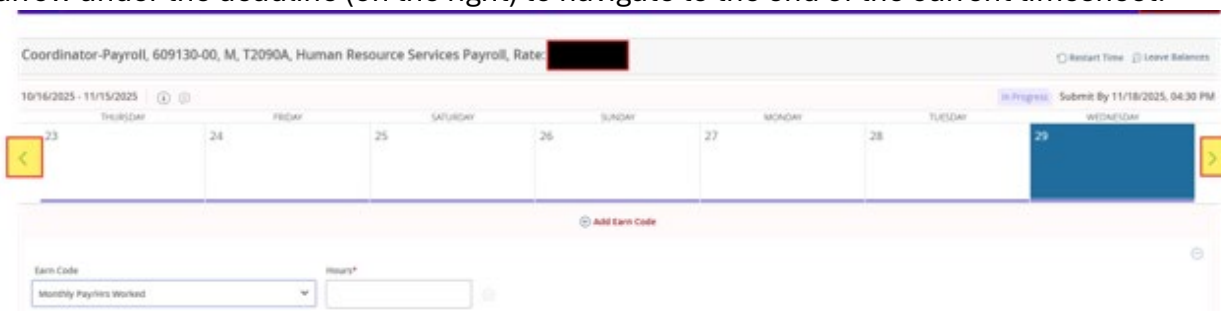 arrow under the deadline (on the right) to navigate to the end of the current timesheet.
Coordinator-Payroll, 609130-00, M, T2090A, Human Resource Services Payroll, Rate:
Restart Time Leave Balances
10/16/2025 - 11/15/2025 In Progress Submit By 11/18/2025, 04:30 PM
THURSDAY FRIDAY SATURDAY SUNDAY MONDAY TUESDAY WEDNESDAY
23 24 25 26 27 28 29
Add Earn Code
Earn Code Hours*
Monthly Pay/Hrs Worked